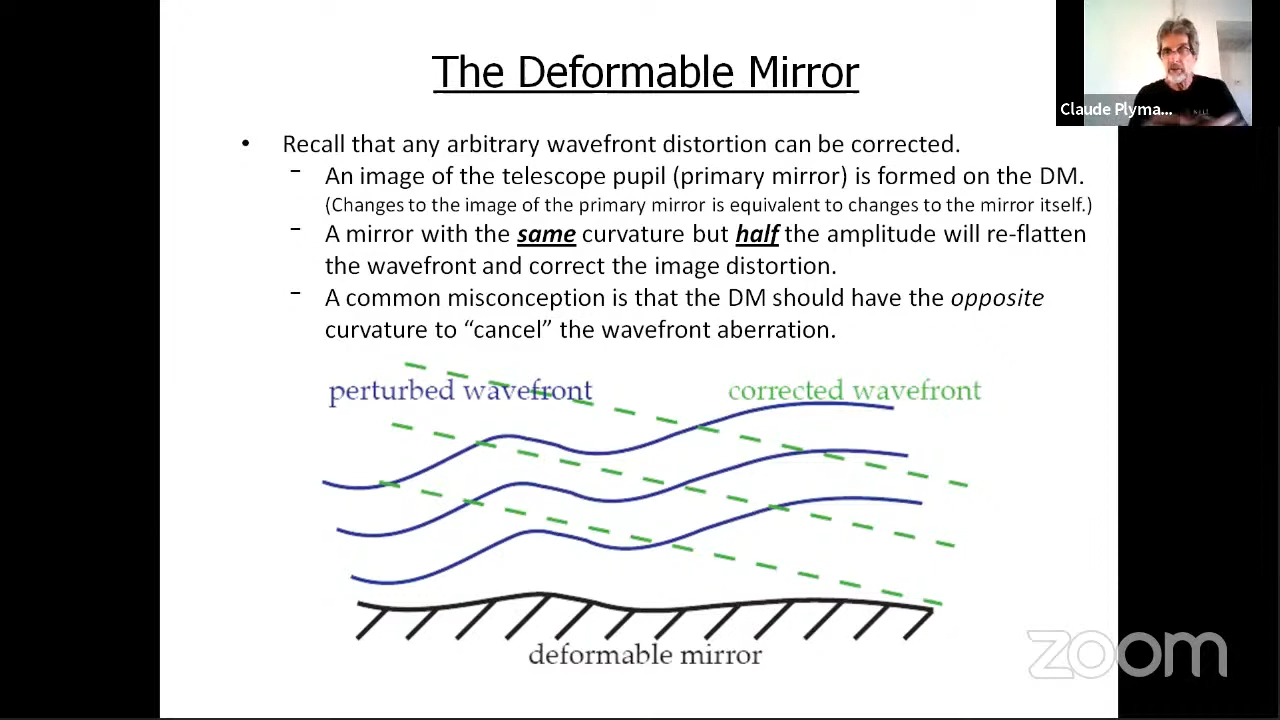 The Deformable Mirror
Claude Plyma...
• Recall that any arbitrary wavefront distortion can be corrected.
– An image of the telescope pupil (primary mirror) is formed on the DM.
(Changes to the image of the primary mirror is equivalent to changes to the mirror itself.)
– A mirror with the same curvature but half the amplitude will re-flatten
the wavefront and correct the image distortion.
– A common misconception is that the DM should have the opposite
curvature to “cancel” the wavefront aberration.
perturbed wavefront
corrected wavefront
deformable mirror
zoom